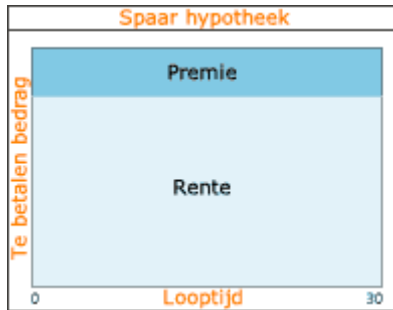 Spaar hypotheek
Te betalen bedrag
Premie
Rente
0
Looptijd
30